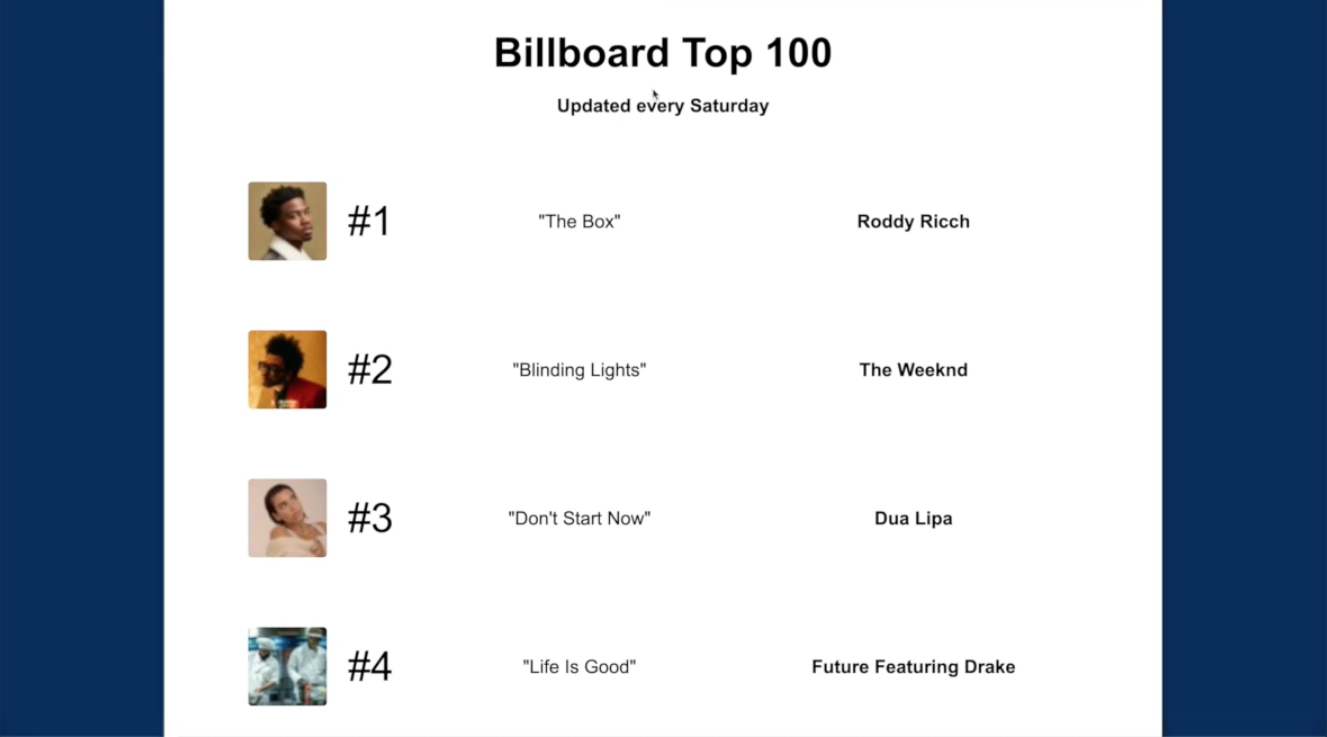 Billboard Top 100
Updated every Saturday
#1 "The Box" Roddy Ricch
#2 "Blinding Lights" The Weeknd
#3 "Don't Start Now" Dua Lipa
#4 "Life Is Good" Future Featuring Drake